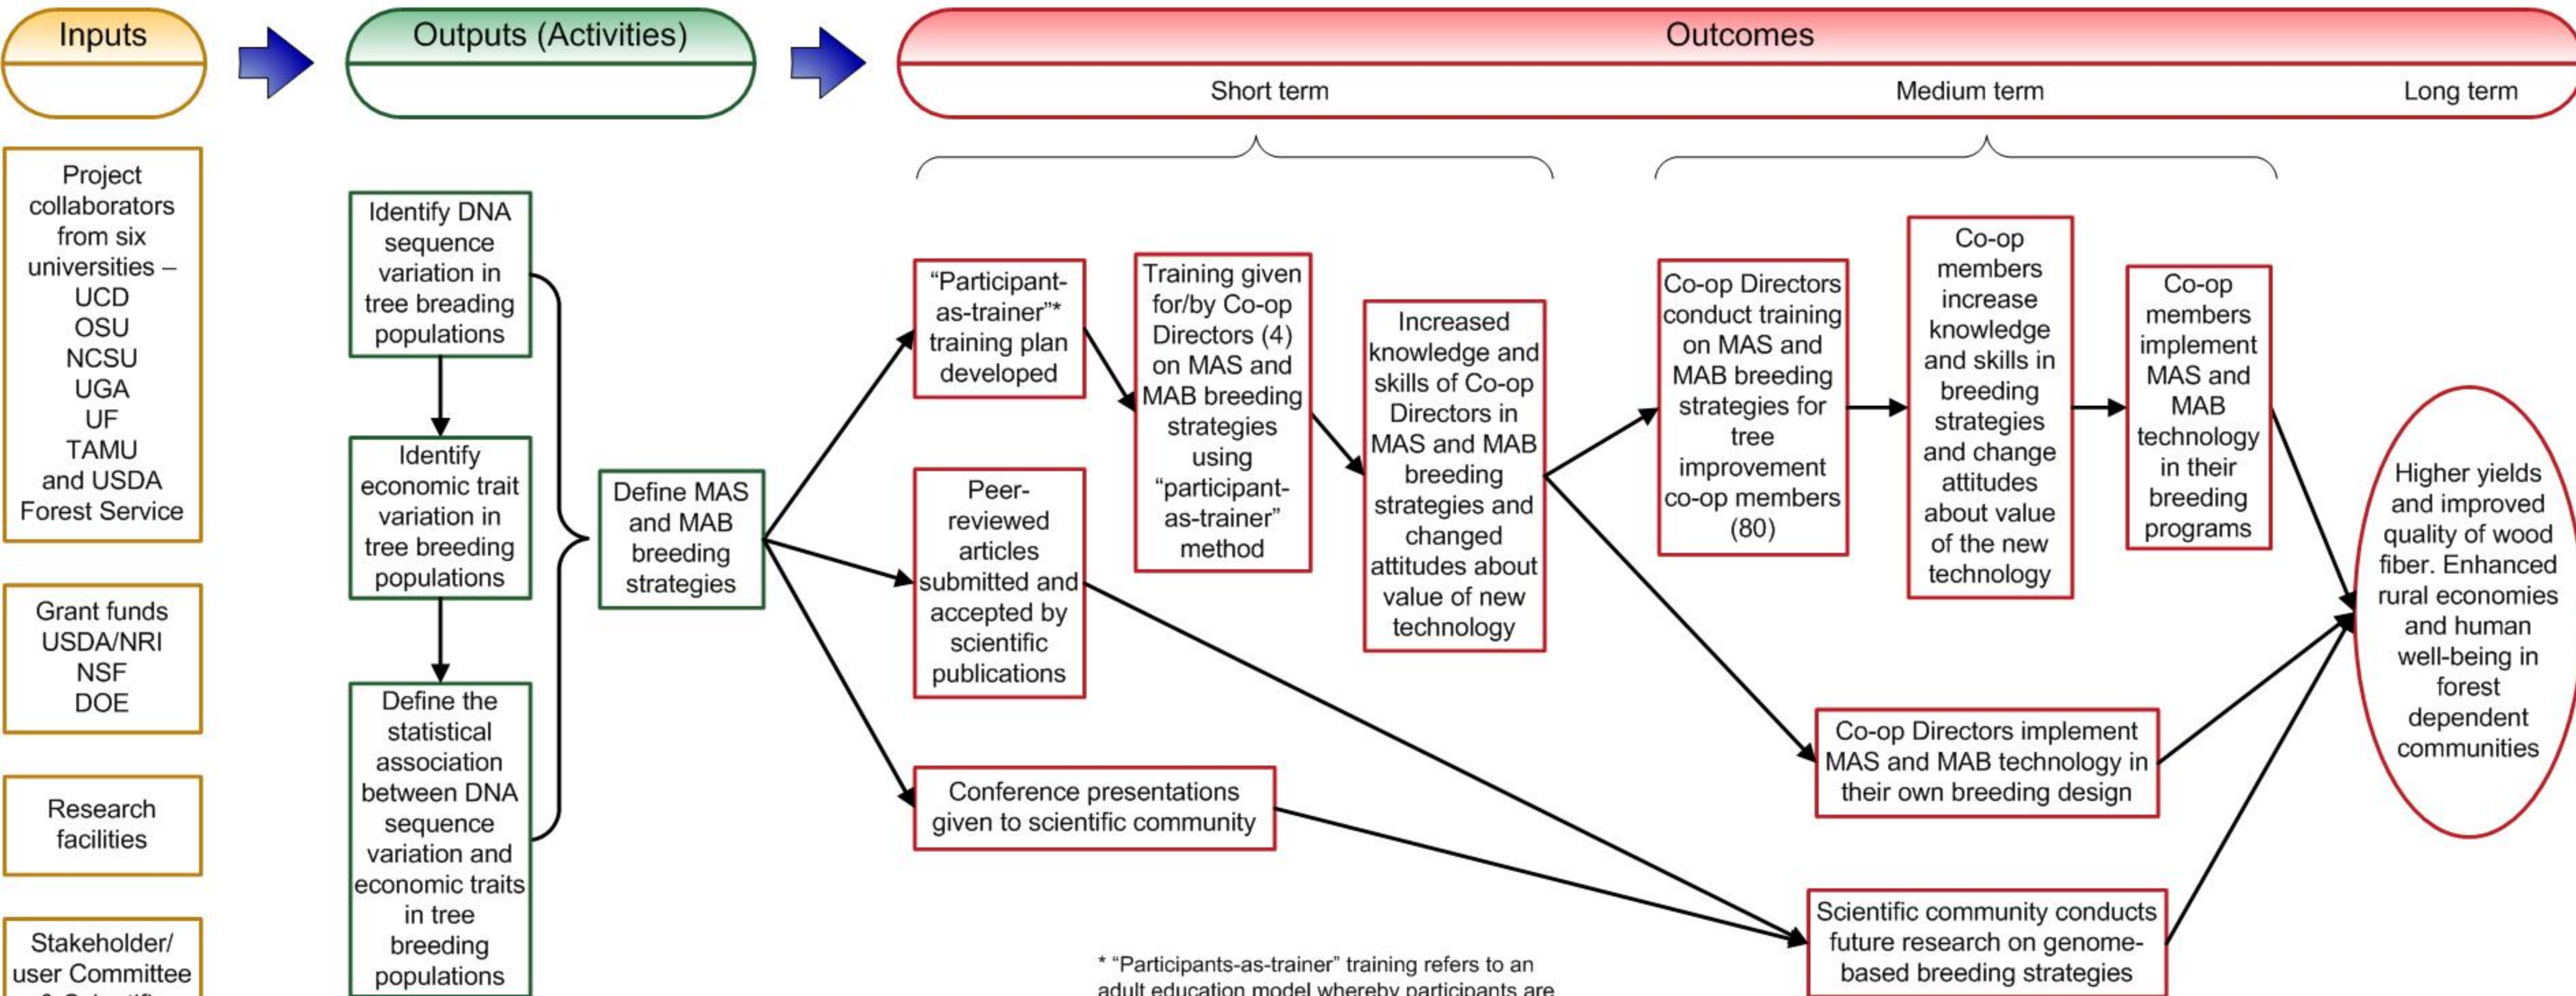 Inputs
Outputs (Activities)
Outcomes
Short term
Medium term
Long term
Project
collaborators
from six
universities –
UCD
OSU
NCSU
UGA
UF
TAMU
and USDA
Forest Service
Grant funds
USDA/NRI
NSF
DOE
Research
facilities
Stakeholder/
user Committee
Identify DNA
sequence
variation in
tree breading
populations
Identify
economic trait
variation in
tree breeding
populations
Define the
statistical
association
between DNA
sequence
variation and
economic traits
in tree
breeding
populations
Define MAS
and MAB
breeding
strategies
“Participant-
as-trainer”*
training plan
developed
Peer-
reviewed
articles
submitted and
accepted by
scientific
publications
Conference presentations
given to scientific community
Training given
for/by Co-op
Directors (4)
on MAS and
MAB breeding
strategies
using
“participant-
as-trainer”
method
Increased
knowledge and
skills of Co-op
Directors in
MAS and MAB
breeding
strategies and
changed
attitudes about
value of new
technology
Co-op Directors
conduct training
on MAS and
MAB breeding
strategies for
tree
improvement
co-op members
(80)
Co-op
members
increase
knowledge
and skills in
breeding
strategies
and change
attitudes
about value
of the new
technology
Co-op
members
implement
MAS and
MAB
technology
in their
breeding
programs
Co-op Directors implement
MAS and MAB technology in
their own breeding design
Scientific community conducts
future research on genome-
based breeding strategies
Higher yields
and improved
quality of wood
fiber. Enhanced
rural economies
and human
well-being in
forest
dependent
communities
* “Participants-as-trainer” training refers to an
adult education model whereby participants are